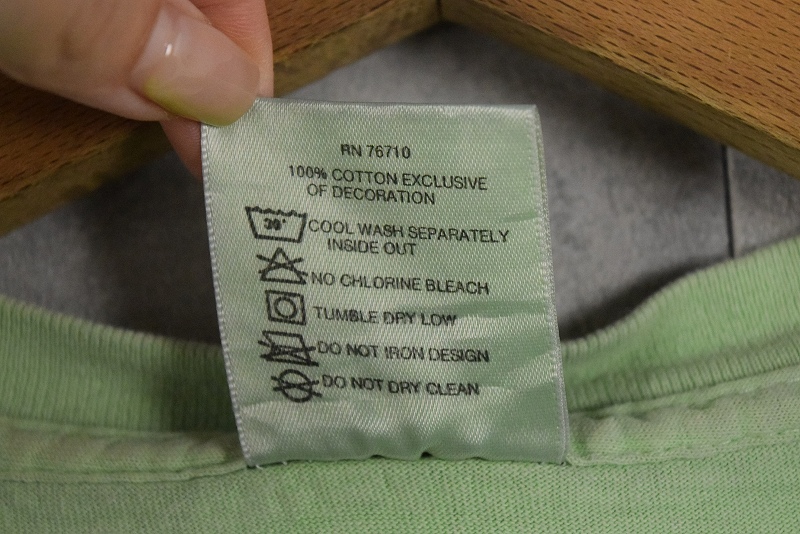 RN 76710
100% COTTON EXCLUSIVE
OF DECORATION
30° COOL WASH SEPARATELY
INSIDE OUT
NO CHLORINE BLEACH
TUMBLE DRY LOW
DO NOT IRON DESIGN
DO NOT DRY CLEAN